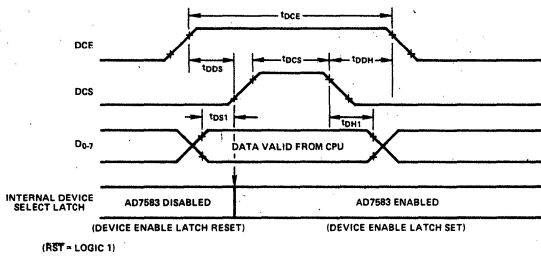 tDCE
DCE
tDDS
tDCS
tDDH
DCS
tDS1
tDH1
D0-7
DATA VALID FROM CPU
INTERNAL DEVICE
SELECT LATCH
AD7583 DISABLED
AD7583 ENABLED
(DEVICE ENABLE LATCH RESET)
(DEVICE ENABLE LATCH SET)
(RST = LOGIC 1)